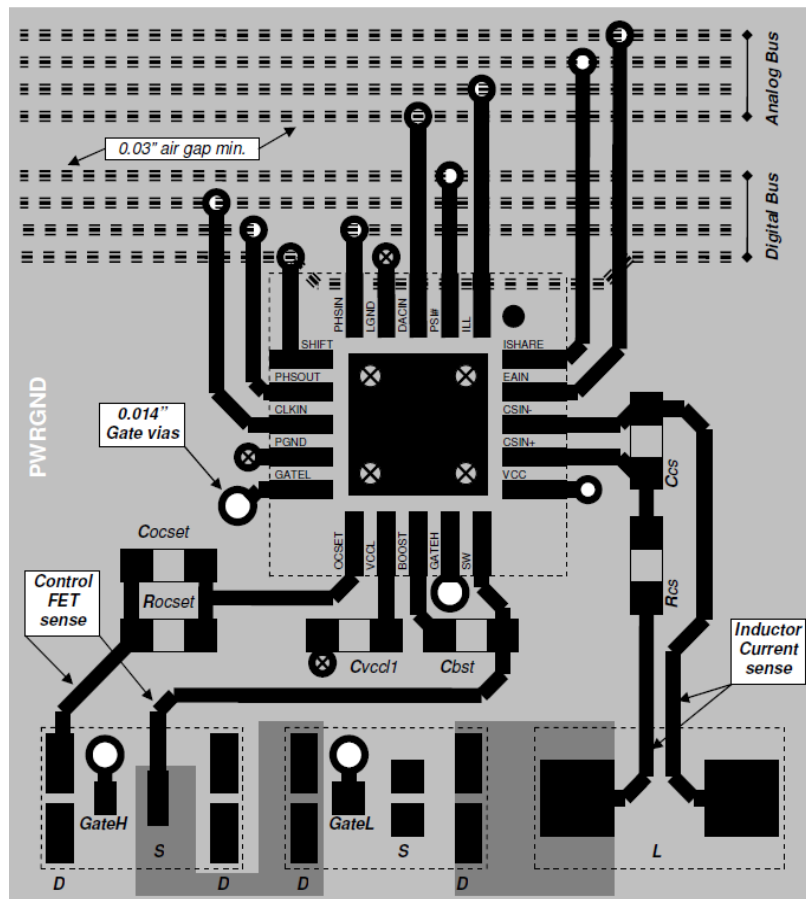 Analog Bus
0.03" air gap min.
Digital Bus
PHSIN
LGND
DACIN
PSI#
ILL
SHIFT
ISHARE
PHSOUT
EAIN
CLKIN
CSIN-
PGND
CSIN+
GATEL
VCC
PWRGND
0.014"
Gate vias
Ccs
OCSET
VCCL
BOOST
GATEH
SW
Cocset
Rocset
Control
FET
sense
Rcs
Inductor
Current
sense
Cvccl1
Cbst
GateH
GateL
S
S
L
D
D
D
D